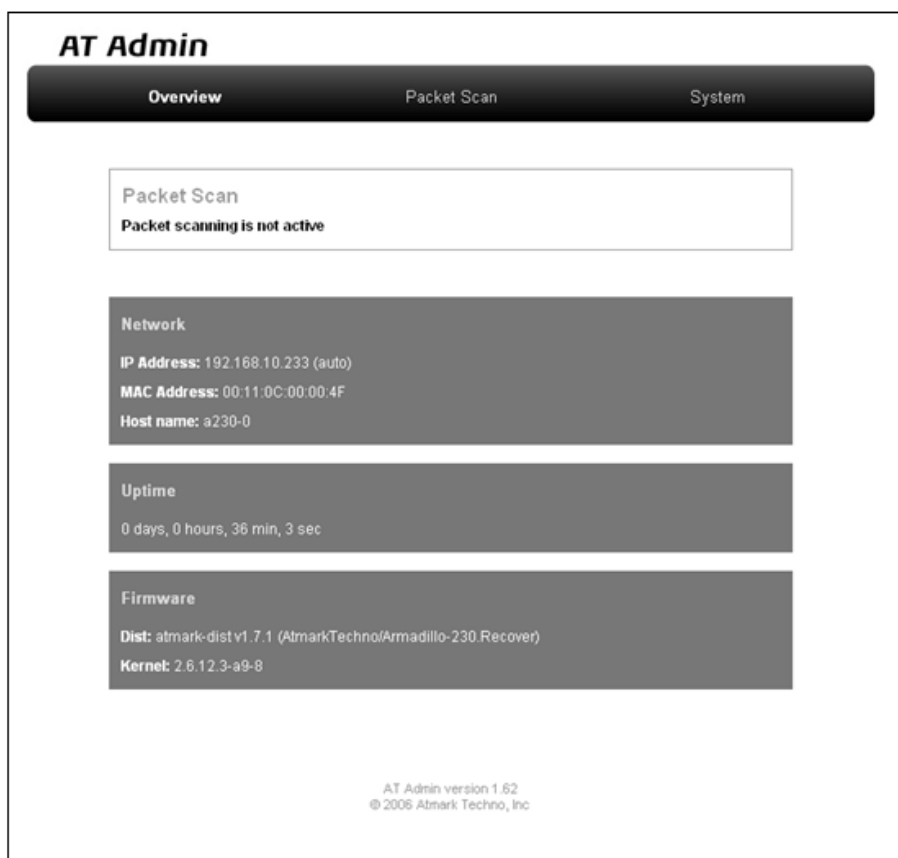 AT Admin
Overview Packet Scan System
Packet Scan
Packet scanning is not active
Network
IP Address: 192.168.10.233 (auto)
MAC Address: 00:11:0C:00:00:4F
Host name: a230-0
Uptime
0 days, 0 hours, 36 min, 3 sec
Firmware
Dist: atmark-dist v1.7.1 (AtmarkTechno/Armadillo-230.Recover)
Kernel: 2.6.12.3-a9-8
AT Admin version 1.62
© 2006 Atmark Techno, Inc